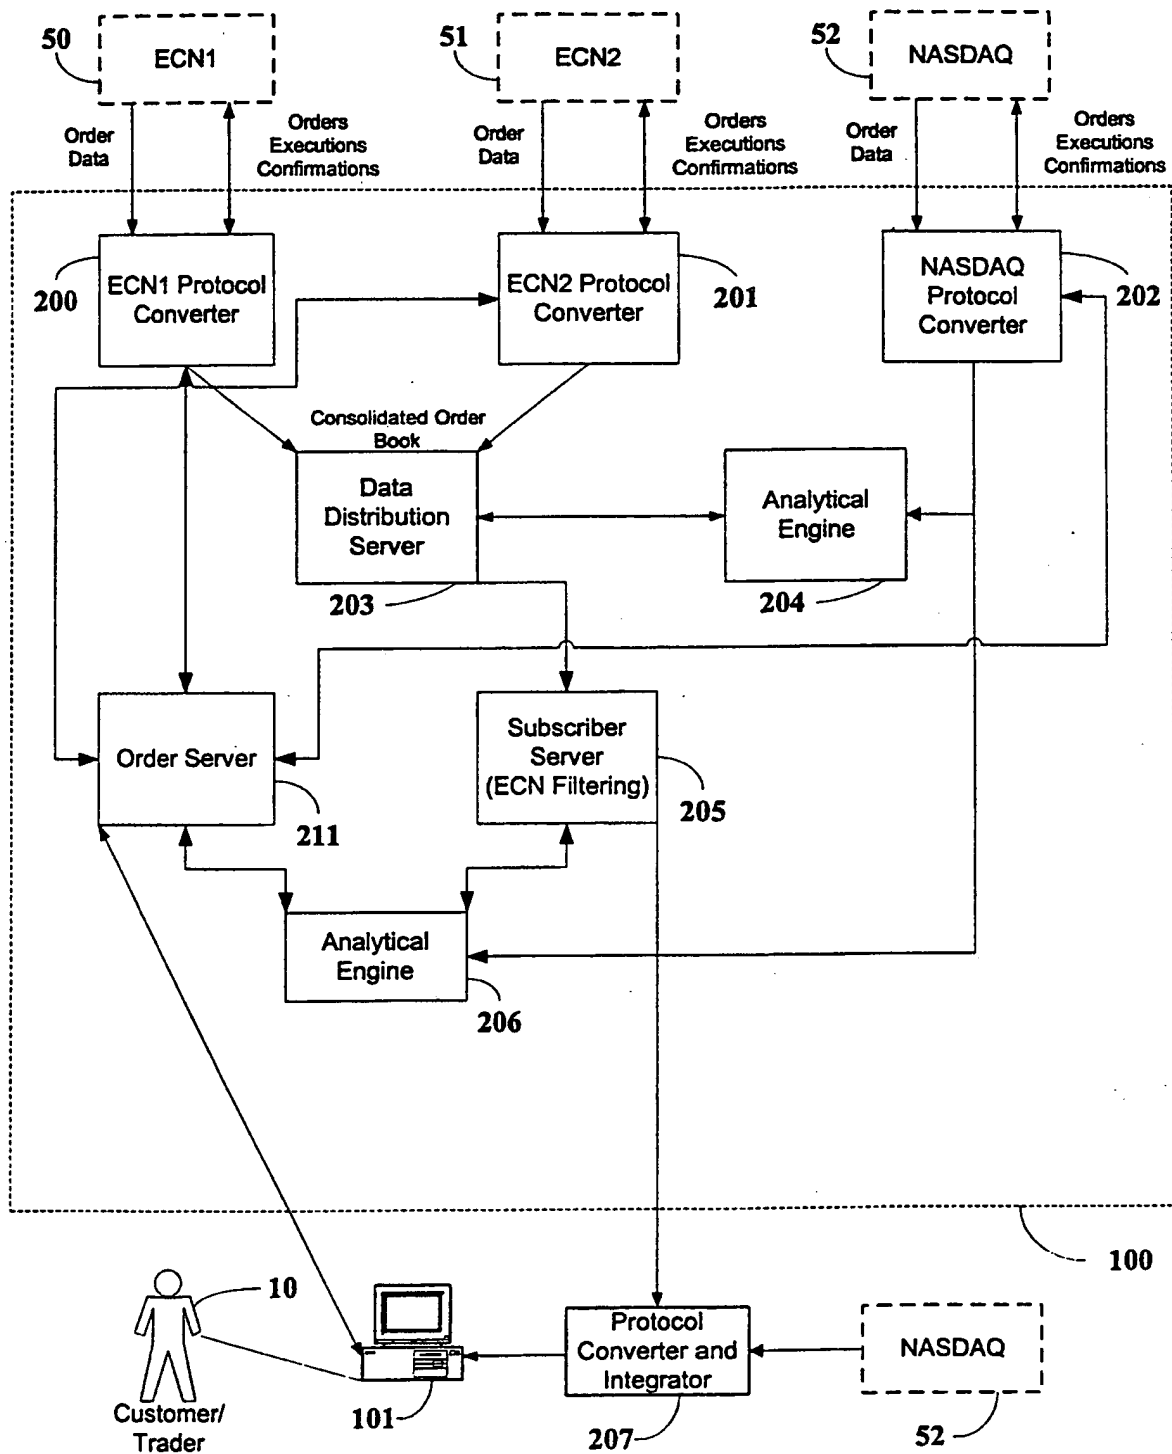 50
ECN1
51
ECN2
52
NASDAQ
Order
Data
Orders
Executions
Confirmations
Order
Data
Orders
Executions
Confirmations
Order
Data
Orders
Executions
Confirmations
200
ECN1 Protocol
Converter
ECN2 Protocol
Converter
201
NASDAQ
Protocol
Converter
202
Consolidated Order
Book
Data
Distribution
Server
203
Analytical
Engine
204
Order Server
211
Subscriber
Server
(ECN Filtering)
205
Analytical
Engine
206
100
10
Customer/
Trader
101
Protocol
Converter and
Integrator
207
NASDAQ
52